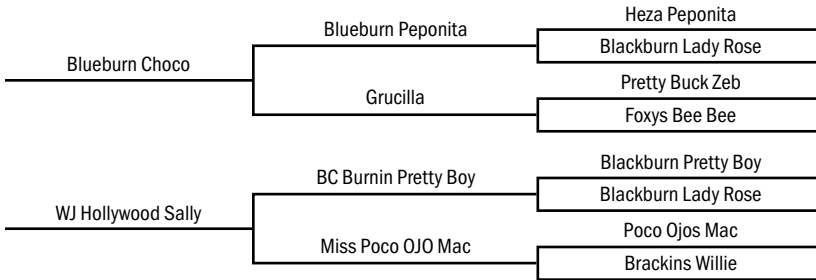 Heza Peponita
Blueburn Peponita
Blackburn Lady Rose
Blueburn Choco
Pretty Buck Zeb
Grucilla
Foxys Bee Bee
Blackburn Pretty Boy
BC Burnin Pretty Boy
Blackburn Lady Rose
WJ Hollywood Sally
Poco Ojos Mac
Miss Poco OJO Mac
Brackins Willie